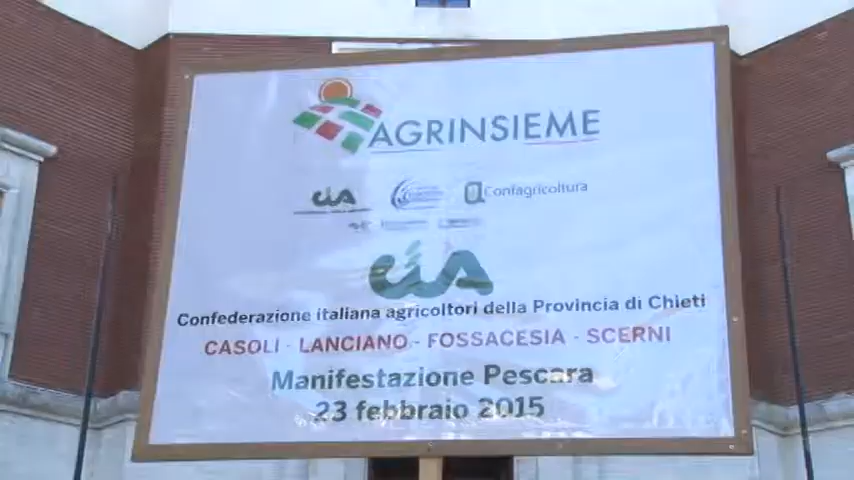 AGRINSIEME
cia Confagricoltura
cia
Confederazione italiana agricoltori della Provincia di Chieti
CASOLI - LANCIANO - FOSSACESIA - SCERNI
Manifestazione Pescara
23 febbraio 2015